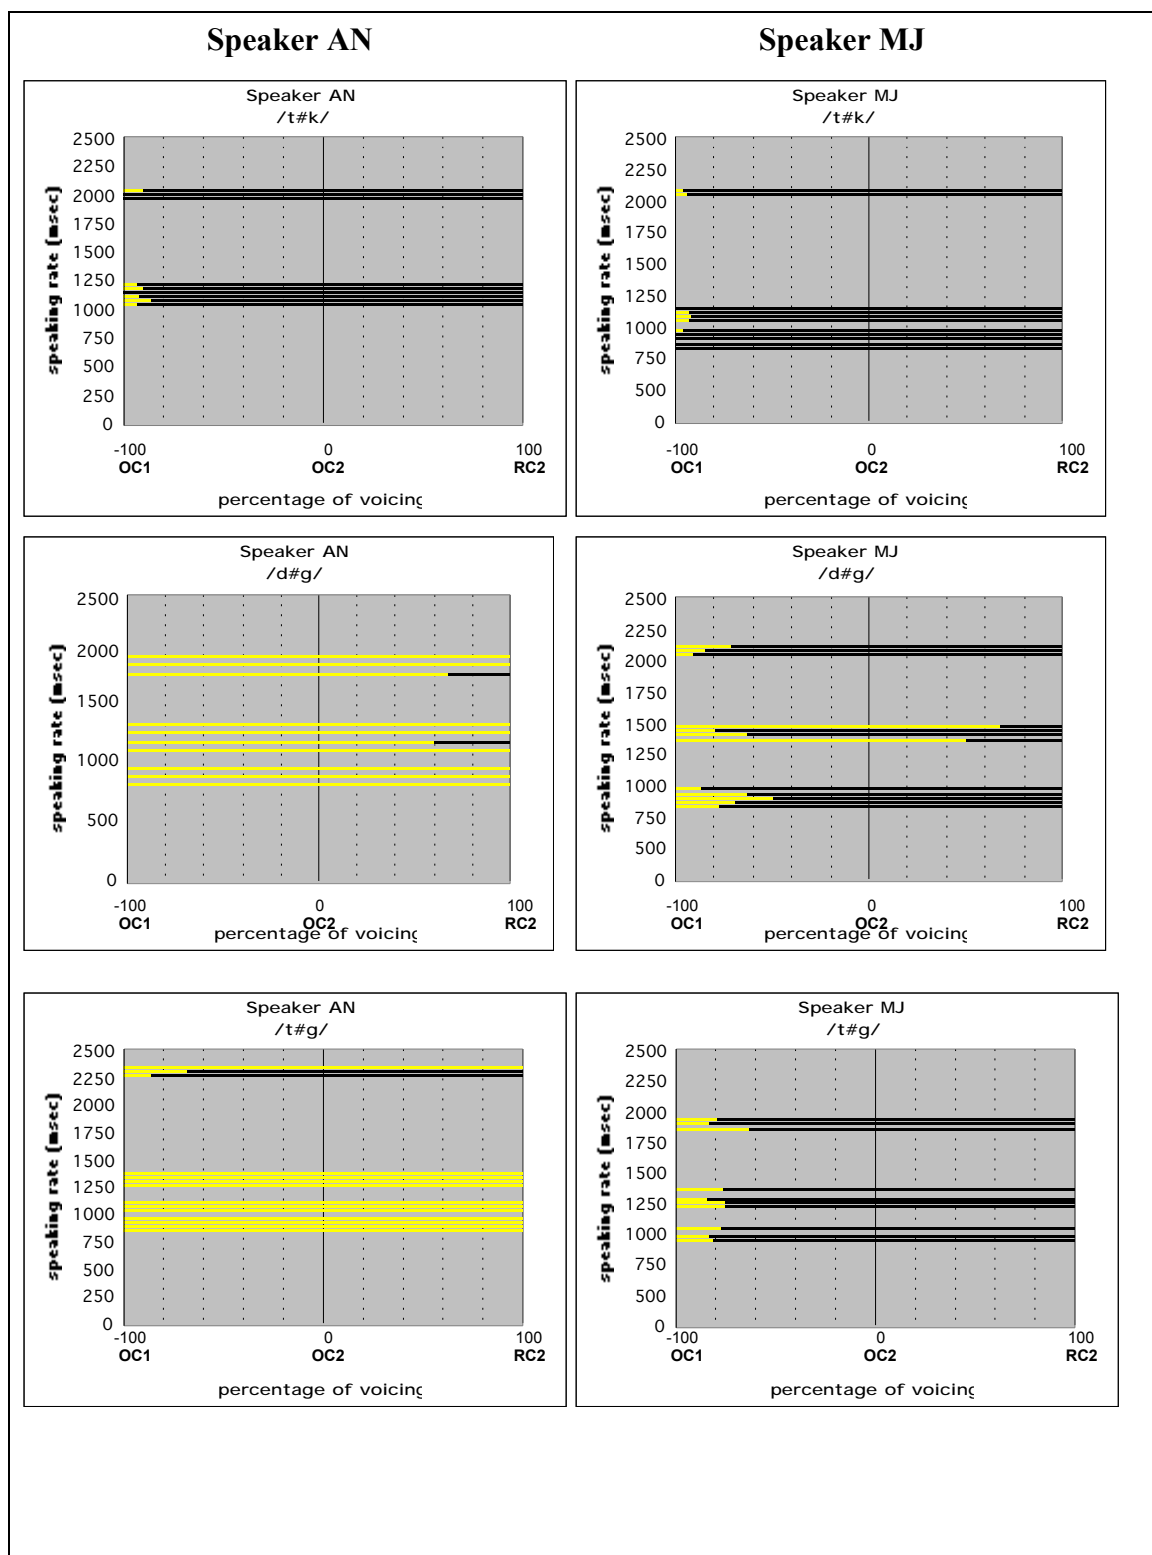 Speaker AN
Speaker MJ
Speaker AN
/t#k/
2500
2250
2000
1750
1500
1250
1000
750
500
250
0
speaking rate (msec)
-100 0 100
OC1 OC2 RC2
percentage of voicing
Speaker MJ
/t#k/
2500
2250
2000
1750
1500
1250
1000
750
500
250
0
speaking rate (msec)
-100 0 100
OC1 OC2 RC2
percentage of voicing
Speaker AN
/d#g/
2500
2000
1500
1000
500
0
speaking rate (msec)
-100 0 100
OC1 OC2 RC2
percentage of voicing
Speaker MJ
/d#g/
2500
2250
2000
1750
1500
1250
1000
750
500
250
0
speaking rate (msec)
-100 0 100
OC1 OC2 RC2
percentage of voicing
Speaker AN
/t#g/
2500
2250
2000
1750
1500
1250
1000
750
500
250
0
speaking rate (msec)
-100 0 100
OC1 OC2 RC2
percentage of voicing
Speaker MJ
/t#g/
2500
2250
2000
1750
1500
1250
1000
750
500
250
0
speaking rate (msec)
-100 0 100
OC1 OC2 RC2
percentage of voicing